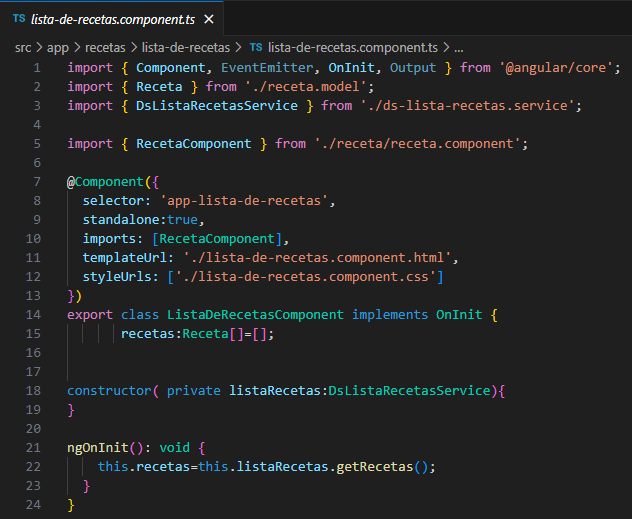 TS lista-de-recetas.component.ts ×
src > app > recetas > lista-de-recetas > TS lista-de-recetas.component.ts > ...
1 import { Component, EventEmitter, OnInit, Output } from '@angular/core';
2 import { Receta } from './receta.model';
3 import { DsListaRecetasService } from './ds-lista-recetas.service';
4
5 import { RecetaComponent } from './receta/receta.component';
6
7 @Component({
8   selector: 'app-lista-de-recetas',
9   standalone:true,
10   imports: [RecetaComponent],
11   templateUrl: './lista-de-recetas.component.html',
12   styleUrls: ['./lista-de-recetas.component.css']
13 })
14 export class ListaDeRecetasComponent implements OnInit {
15        recetas:Receta[]=[];
16
17
18 constructor( private listaRecetas:DsListaRecetasService){
19 }
20
21 ngOnInit(): void {
22     this.recetas=this.listaRecetas.getRecetas();
23   }
24 }